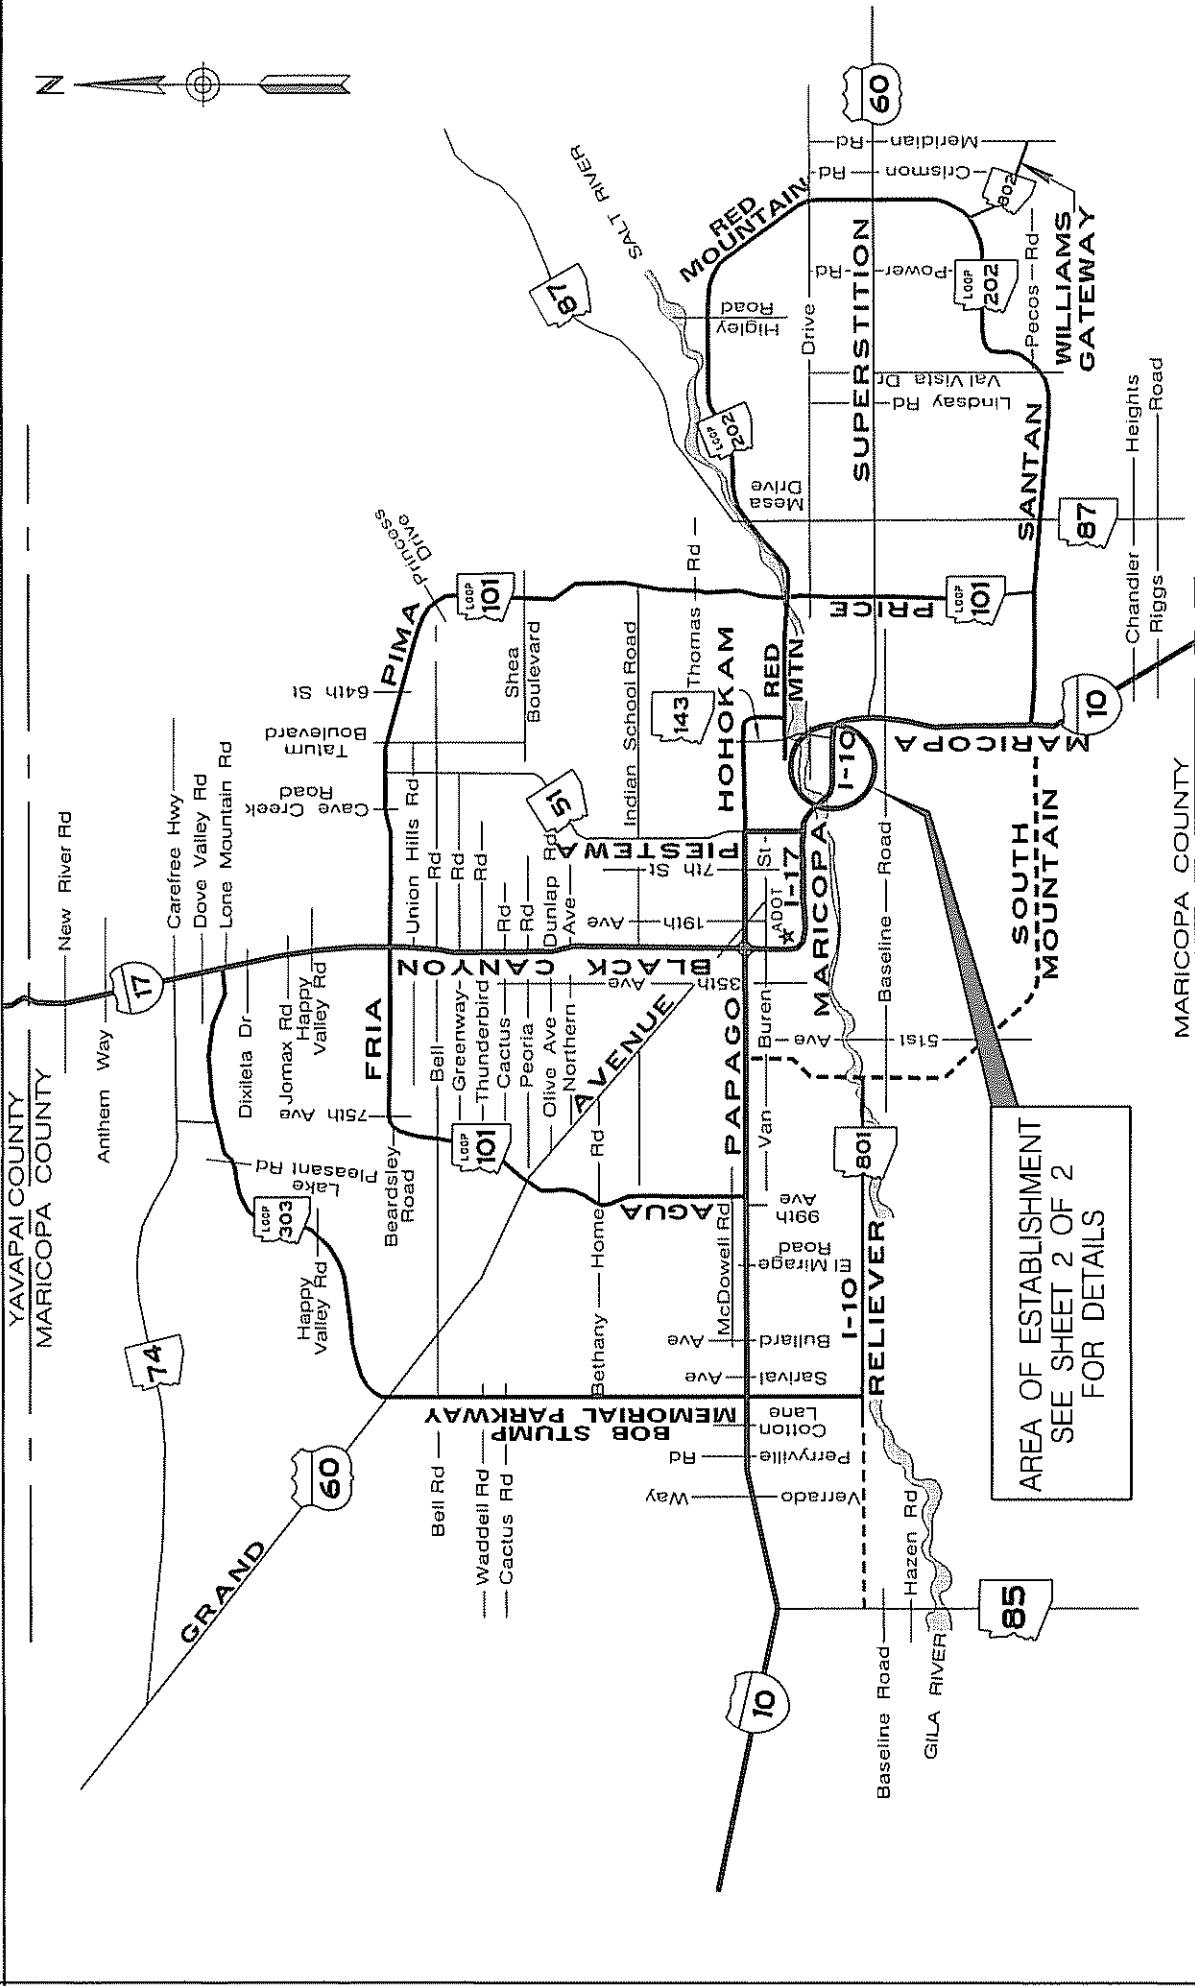 N
YAVAPAI COUNTY
MARICOPA COUNTY
New River Rd
Anthem Way
17
Carefree Hwy
Dove Valley Rd
Lone Mountain Rd
74
Dixileta Dr
Jomax Rd
Happy
Valley Rd
Lake
Pleasant Rd
LOOP
303
Happy
Valley Rd
GRAND
60
Cave Creek
Road
Tatum
Boulevard
64th St
PIMA
Princess
Drive
LOOP
101
Shea
Boulevard
FRIA
75th Ave
Beardsley
Road
LOOP
101
Union Hills Rd
Bell
Rd
Greenway
Rd
Thunderbird
Rd
Cactus
Rd
Peoria
Rd
Olive Ave
Dunlap Rd
Northern
Ave
51
Indian School Road
Thomas Rd
Bell Rd
Waddell Rd
Cactus Rd
Bethany Home Rd
AGUA
AVENUE
BLACK CANYON
PIESTEWA
35th Ave
19th Ave
7th St
BOB STUMP
MEMORIAL PARKWAY
87
SALT RIVER
RED
MOUNTAIN
Higley
Road
LOOP
202
Mesa
Drive
143
HOHOKAM
RED
MTN
PAPAGO
McDowell Rd
Van Buren St
ADOT
I-17
MARICOPA
I-10
99th
Ave
El Mirage
Road
Bullard Ave
Sarival Ave
Cotton
Lane
Perryville Rd
Verrado Way
10
Drive
SUPERSTITION
60
Power Rd
Crismon Rd
Meridian Rd
Val Vista Dr
Lindsay Rd
PRICE
LOOP
101
LOOP
202
802
WILLIAMS
GATEWAY
Pecos Rd
SANTAN
87
MARICOPA
10
Chandler Heights
Riggs Road
Baseline Road
51st Ave
801
I-10
RELIEVER
SOUTH
MOUNTAIN
Baseline Road
Hazen Rd
GILA RIVER
85
AREA OF ESTABLISHMENT
SEE SHEET 2 OF 2
FOR DETAILS
MARICOPA COUNTY